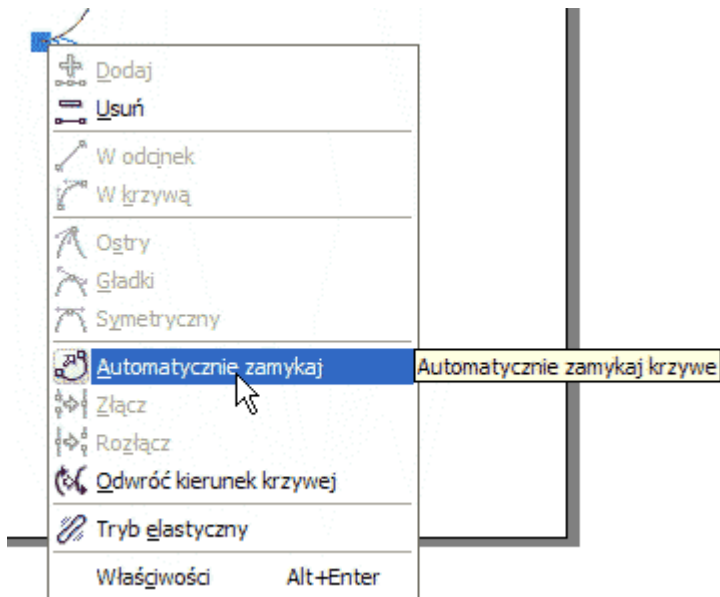 Dodaj
Usuń
W odcinek
W krzywą
Ostry
Gładki
Symetryczny
Automatycznie zamykaj
Automatycznie zamykaj krzywe
Złącz
Rozłącz
Odwróć kierunek krzywej
Tryb elastyczny
Właściwości Alt+Enter